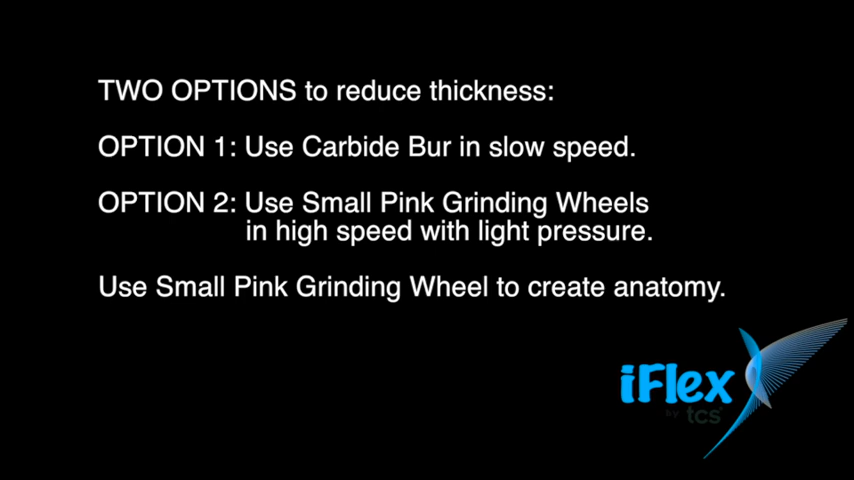 TWO OPTIONS to reduce thickness:
OPTION 1: Use Carbide Bur in slow speed.
OPTION 2: Use Small Pink Grinding Wheels
in high speed with light pressure.
Use Small Pink Grinding Wheel to create anatomy.
iFlex
by tcs